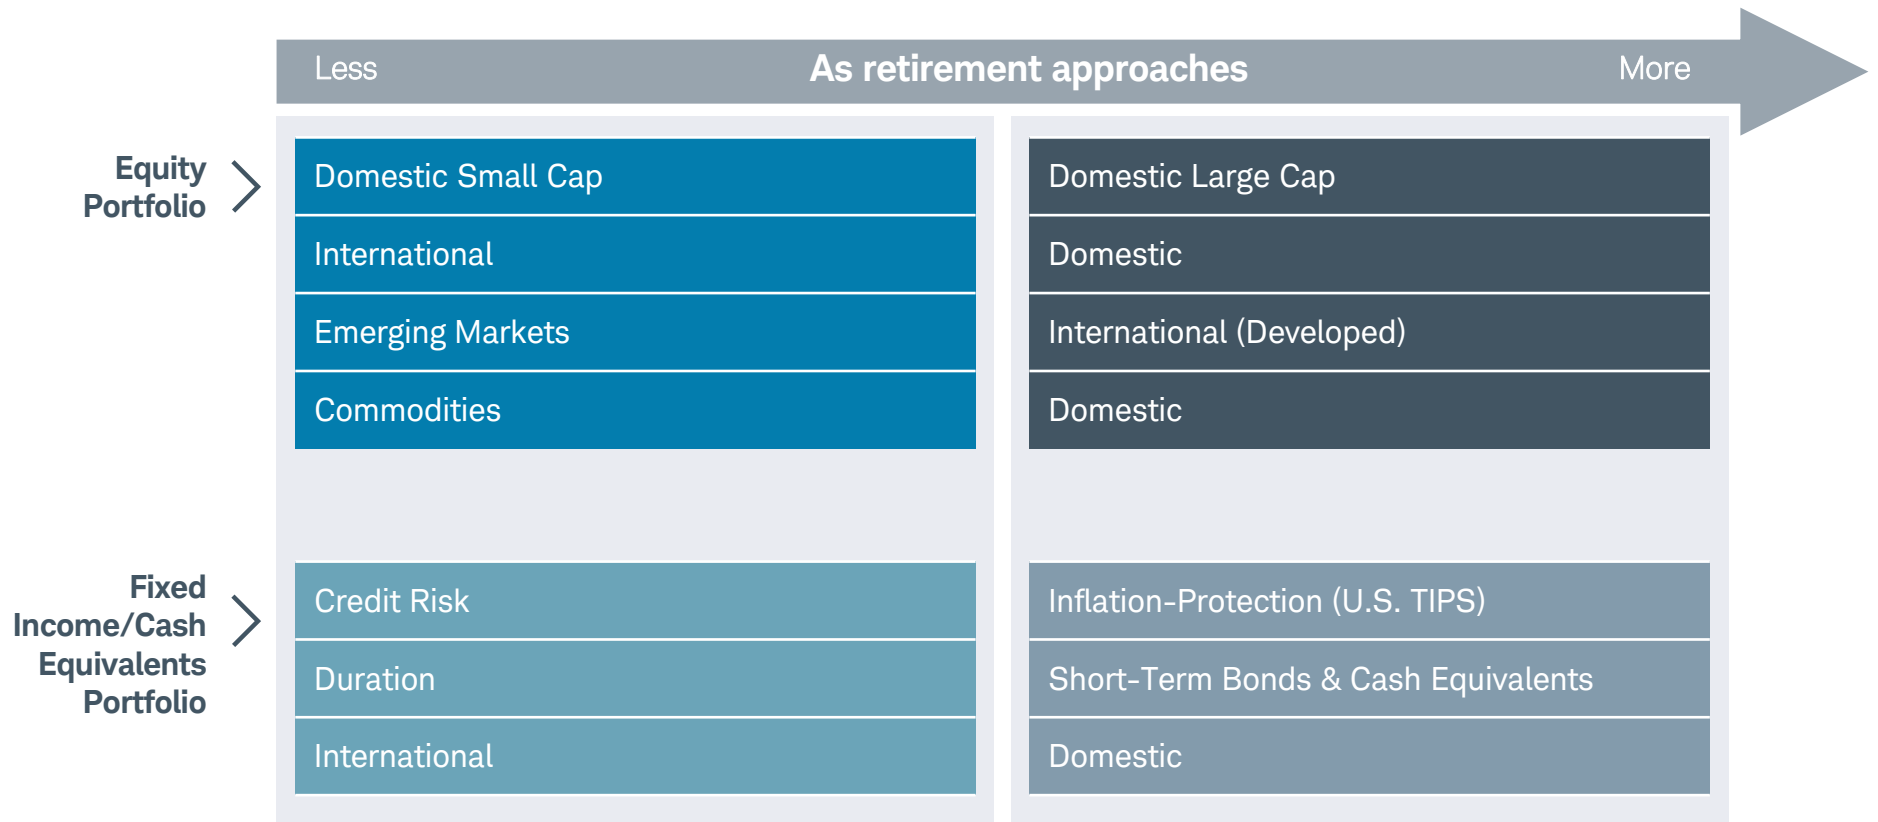 Less
As retirement approaches
More
Equity
Portfolio
Domestic Small Cap
Domestic Large Cap
International
Domestic
Emerging Markets
International (Developed)
Commodities
Domestic
Fixed
Income/Cash
Equivalents
Portfolio
Credit Risk
Inflation-Protection (U.S. TIPS)
Duration
Short-Term Bonds & Cash Equivalents
International
Domestic